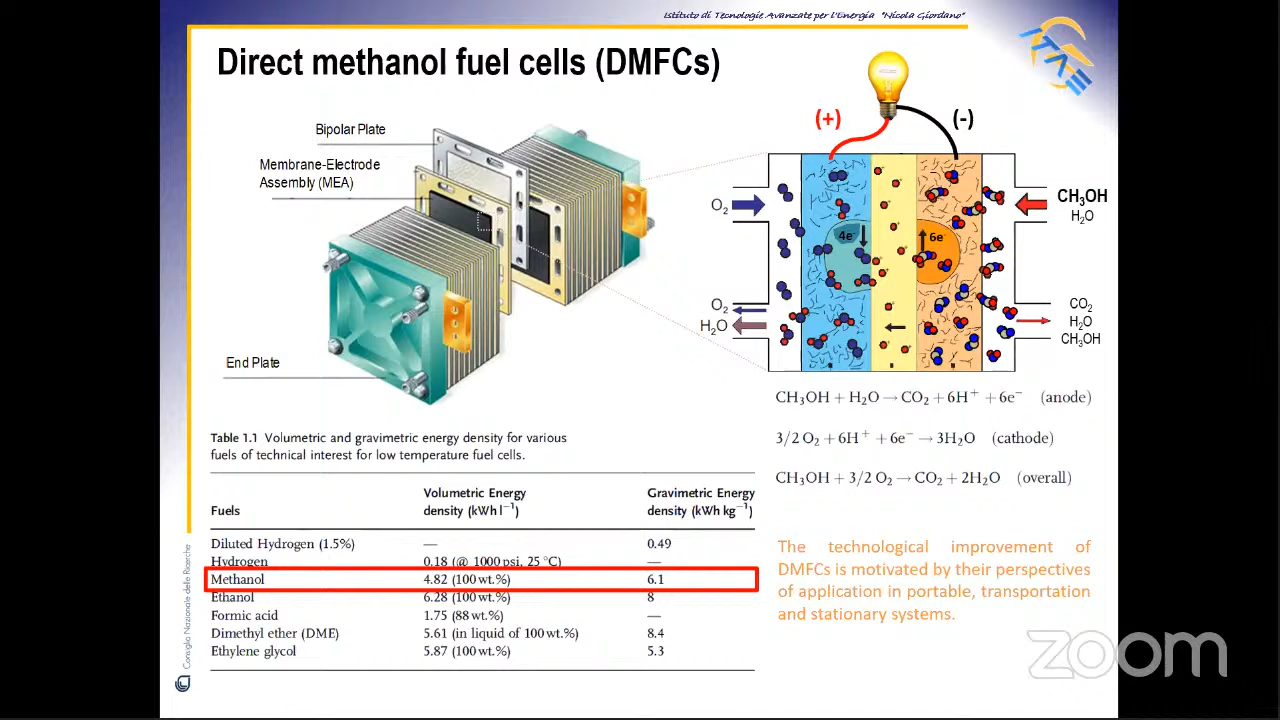 Istituto di Tecnologie Avanzate per l'Energia "Nicola Giordano"
Direct methanol fuel cells (DMFCs)
ITAE
Bipolar Plate
Membrane-Electrode
Assembly (MEA)
End Plate
(+)
(-)
O2
CH3OH
H2O
4e-
6e-
O2
H2O
CO2
H2O
CH3OH
CH3OH + H2O → CO2 + 6H+ + 6e− (anode)
3/2 O2 + 6H+ + 6e− → 3H2O (cathode)
CH3OH + 3/2 O2 → CO2 + 2H2O (overall)
Table 1.1 Volumetric and gravimetric energy density for various
fuels of technical interest for low temperature fuel cells.
Fuels Volumetric Energy density (kWh l−1) Gravimetric Energy density (kWh kg−1)
Diluted Hydrogen (1.5%) — 0.49
Hydrogen 0.18 (@ 1000 psi, 25 °C) —
Methanol 4.82 (100 wt.%) 6.1
Ethanol 6.28 (100 wt.%) 8
Formic acid 1.75 (88 wt.%) —
Dimethyl ether (DME) 5.61 (in liquid of 100 wt.%) 8.4
Ethylene glycol 5.87 (100 wt.%) 5.3
The technological improvement of
DMFCs is motivated by their perspectives
of application in portable, transportation
and stationary systems.
Consiglio Nazionale delle Ricerche
zoom